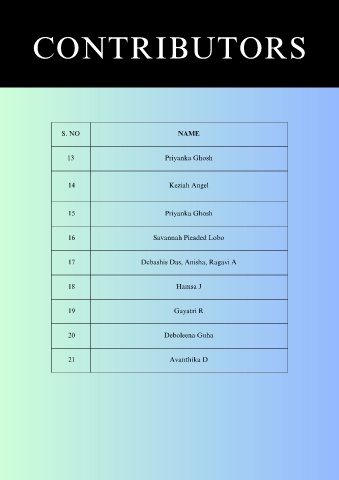 CONTRIBUTORS
S. NO NAME
13 Priyanka Ghosh
14 Keziah Angel
15 Priyanka Ghosh
16 Savannah Pleaded Lobo
17 Debashis Das, Anisha, Ragavi A
18 Hamsa J
19 Gayatri R
20 Deboleena Guha
21 Avanthika D